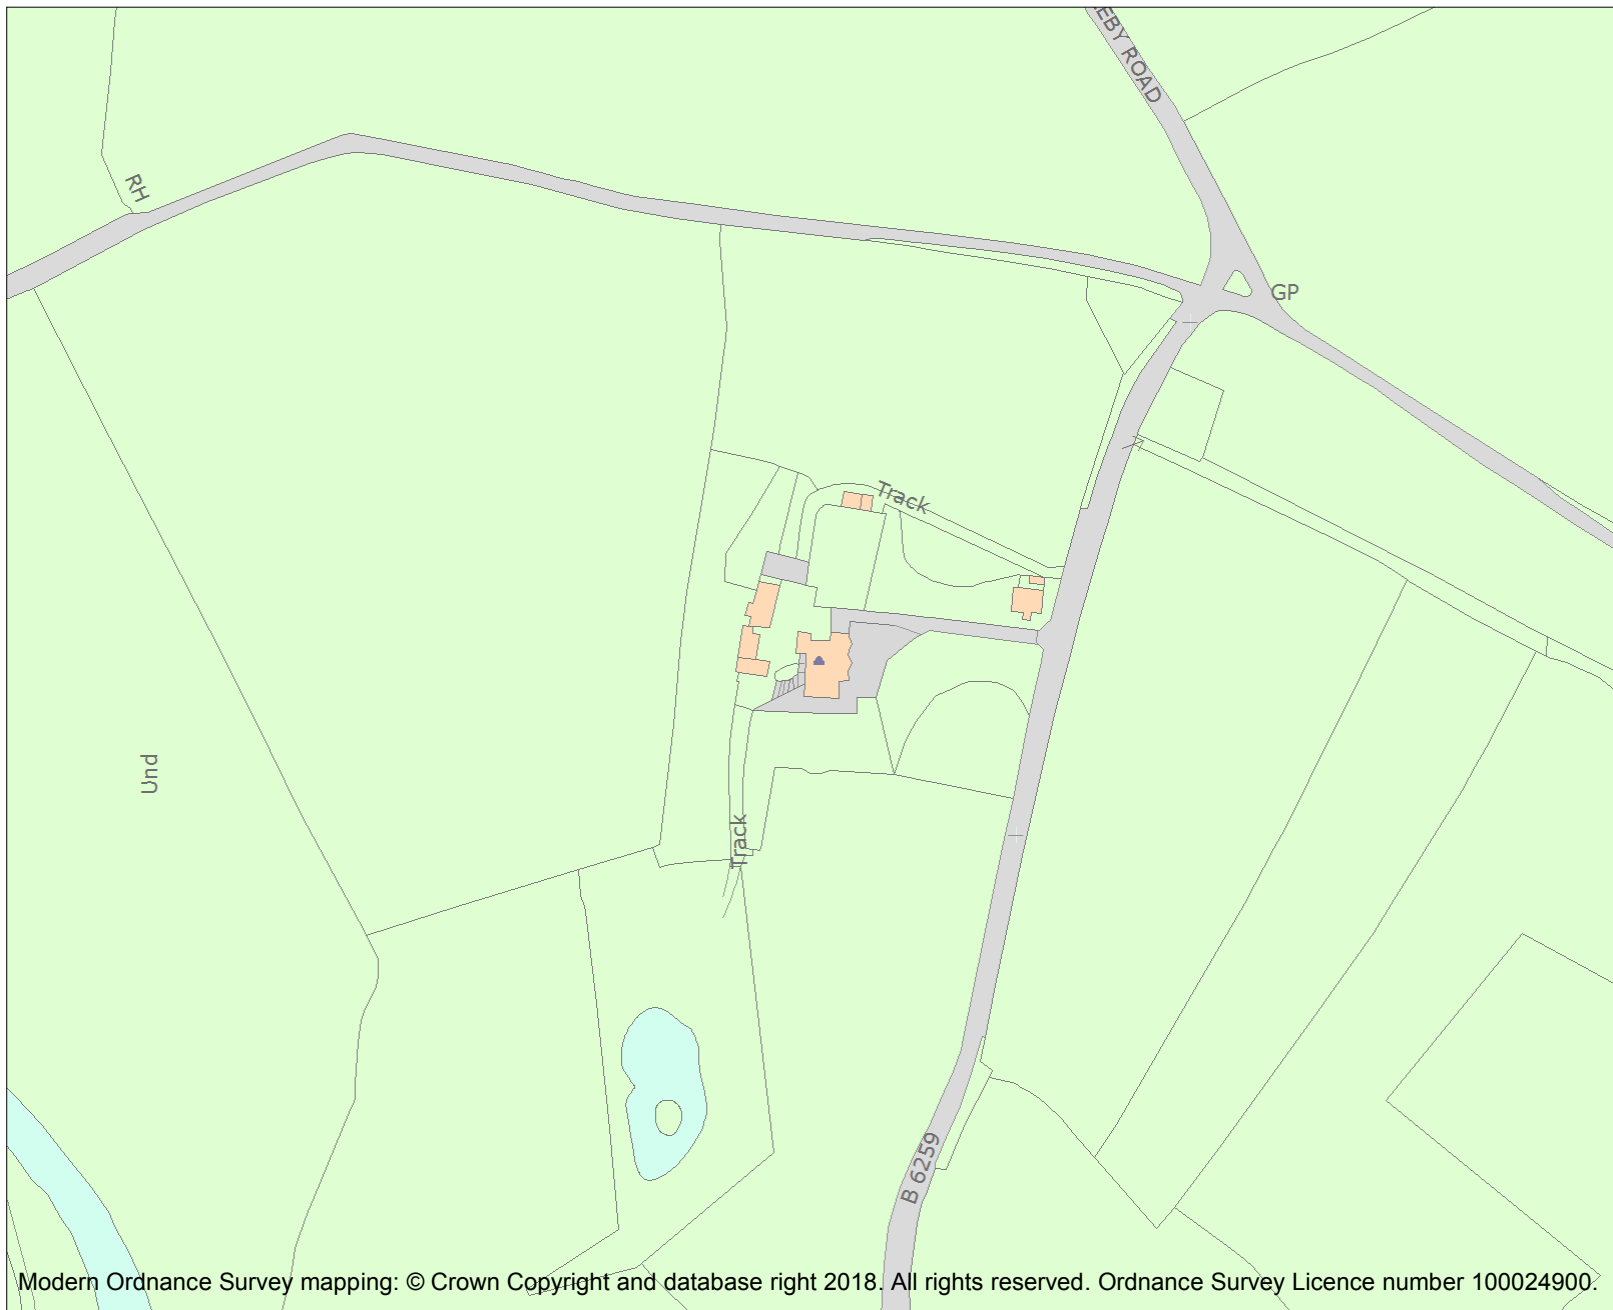 EBY ROAD
RH
GP
Track
Und
Track
B 6259
Modern Ordnance Survey mapping: © Crown Copyright and database right 2018. All rights reserved. Ordnance Survey Licence number 100024900.